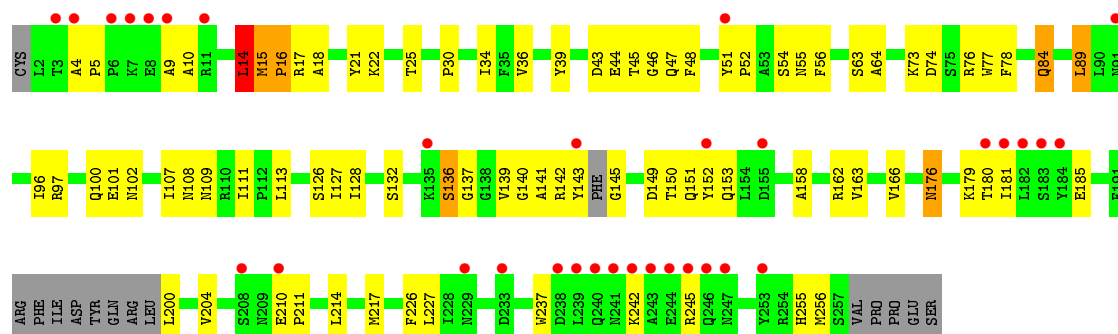 CYS L2 T3 A4 P5 P6 K7 E8 A9 A10 R11 L14 M15 P16 R17 A18 Y21 K22 T25 P30 I34 F35 V36 Y39 D43 E44 T45 G46 Q47 F48 Y51 P52 A53 S54 N55 F56 S63 A64 K73 D74 S75 R76 W77 F78 Q84 L89 L90 N91
I96 R97 Q100 E101 N102 I107 N108 N109 R110 I111 P112 L113 S126 I127 I128 S132 K135 S136 G137 G138 V139 G140 A141 R142 Y143 PHE G145 D149 T150 Q151 Y152 Q153 L154 D155 A158 R162 V163 V166 N176 K179 T180 I181 L182 S183 Y184 E185 E191
ARG PHE ILE ASP TYR GLN ARG LEU L200 V204 S208 N209 E210 P211 L214 M217 F226 L227 I228 N229 D233 W237 D238 L239 Q240 N241 K242 A243 E244 R245 Q246 N247 Y253 R254 H255 M256 S257 VAL PRO PRO GLU SER